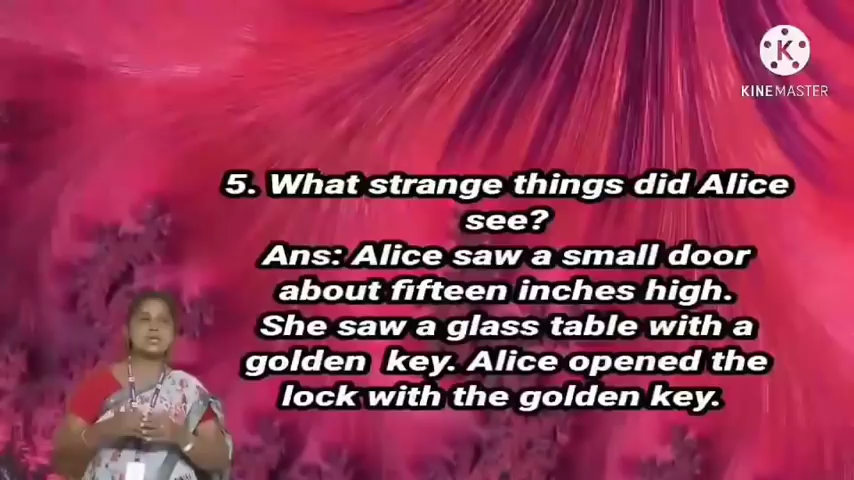 K
KINEMASTER
5. What strange things did Alice
see?
Ans: Alice saw a small door
about fifteen inches high.
She saw a glass table with a
golden key. Alice opened the
lock with the golden key.